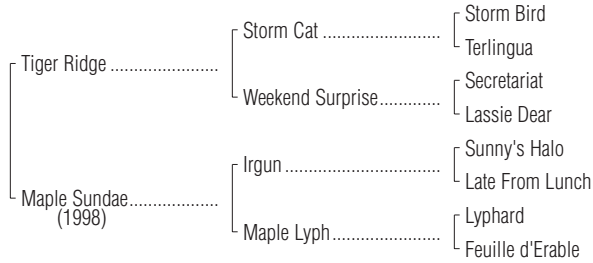 Storm Bird
Storm Cat ........................
Terlingua
Tiger Ridge ......................
Secretariat
Weekend Surprise.............
Lassie Dear
Sunny's Halo
Irgun ...............................
Late From Lunch
Maple Sundae..................
(1998)
Lyphard
Maple Lyph......................
Feuille d'Erable